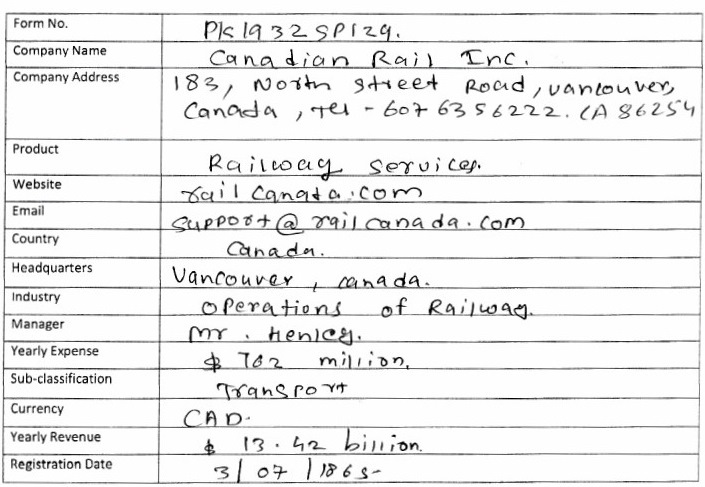 Form No. PK1932SP129.
Company Name Canadian Rail Inc.
Company Address 183, North street Road, vancouver,
Canada, Tel - 607 6356222. CA 86254
Product Railway services.
Website railcanada.com
Email support@railcanada.com
Country Canada.
Headquarters Vancouver, canada.
Industry operations of Railway.
Manager Mr. Henley.
Yearly Expense $ 762 million.
Sub-classification Transport
Currency CAD.
Yearly Revenue $ 13.42 billion.
Registration Date 3/07/1865